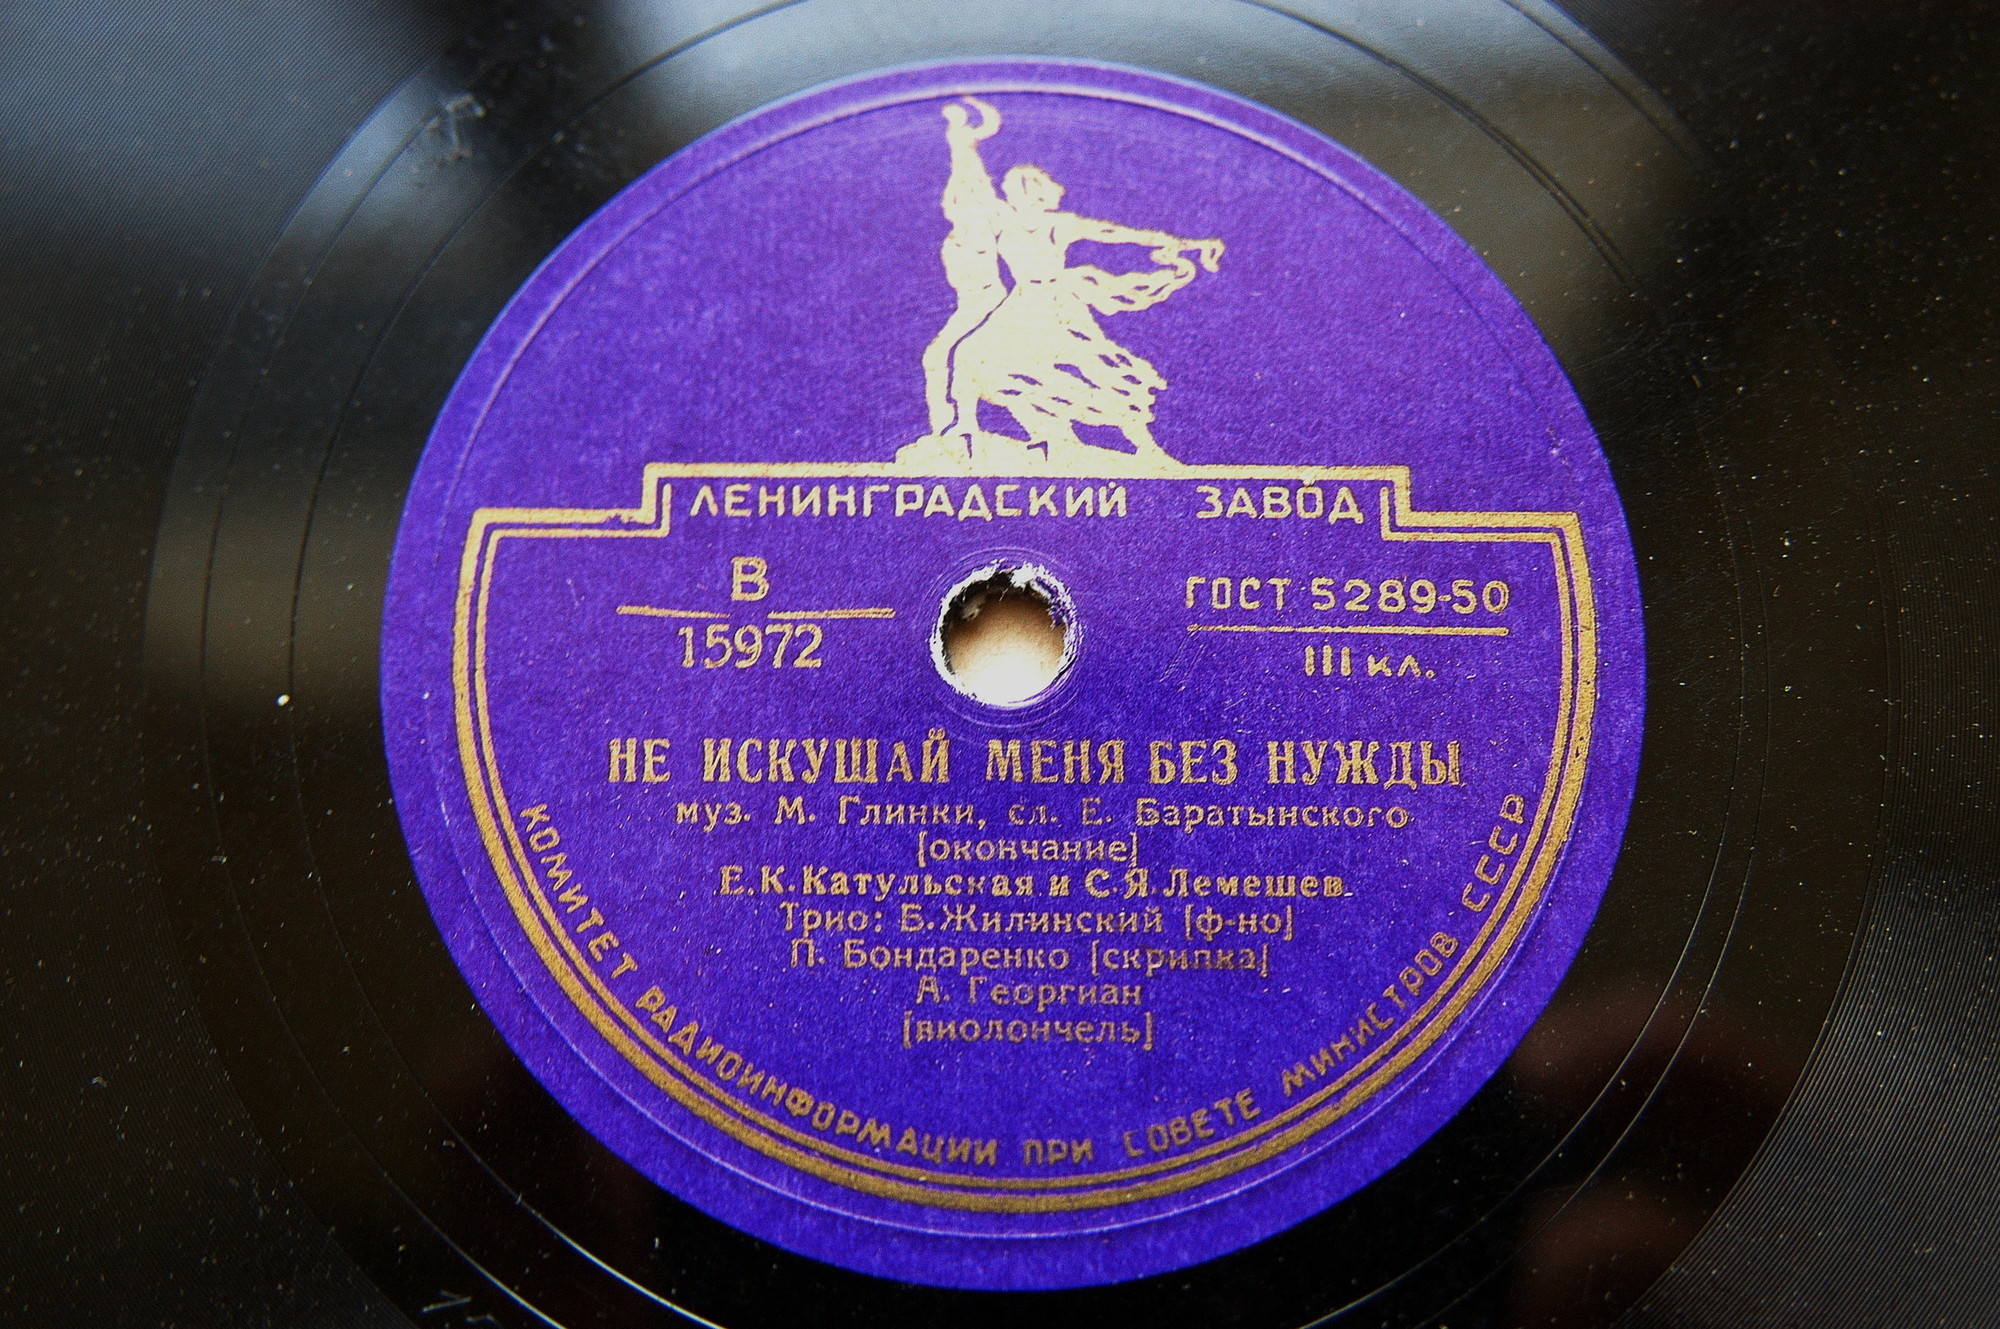 ЛЕНИНГРАДСКИЙ ЗАВОД
В
15972
ГОСТ 5289-50
III кл.
НЕ ИСКУШАЙ МЕНЯ БЕЗ НУЖДЫ
муз. М. Глинки, сл. Е. Баратынского
[окончание]
Е.К.Катульская и С.Я.Лемешев.
Трио: Б.Жилинский [ф-но]
П. Бондаренко [скрипка]
А. Георгиан
[виолончель]
КОМИТЕТ РАДИОИНФОРМАЦИИ ПРИ СОВЕТЕ МИНИСТРОВ СССР